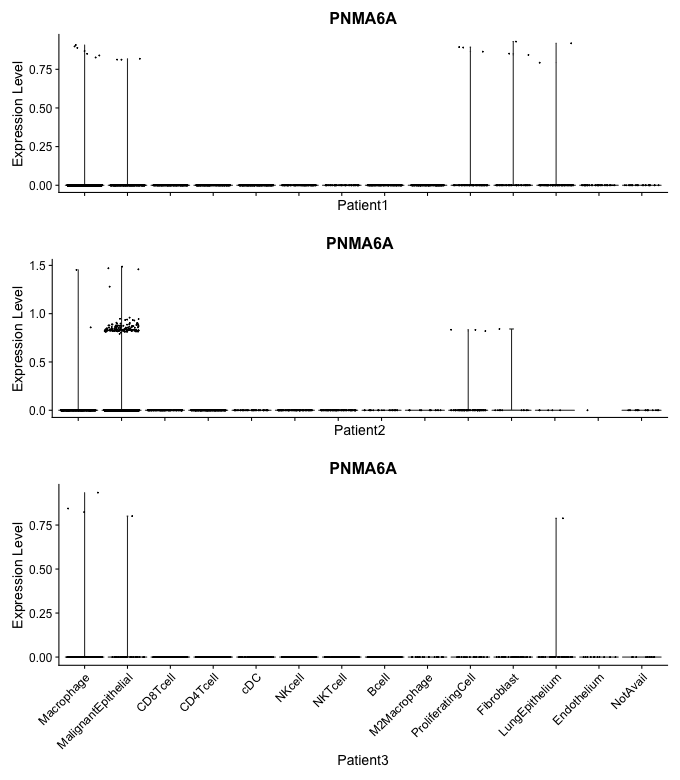 PNMA6A
Expression Level
0.75
0.50
0.25
0.00
Patient1
PNMA6A
Expression Level
1.5
1.0
0.5
0.0
Patient2
PNMA6A
Expression Level
0.75
0.50
0.25
0.00
Macrophage
MalignantEpithelial
CD8Tcell
CD4Tcell
cDC
NKcell
NKTcell
Bcell
M2Macrophage
ProliferatingCell
Fibroblast
LungEpithelium
Endothelium
NotAvail
Patient3